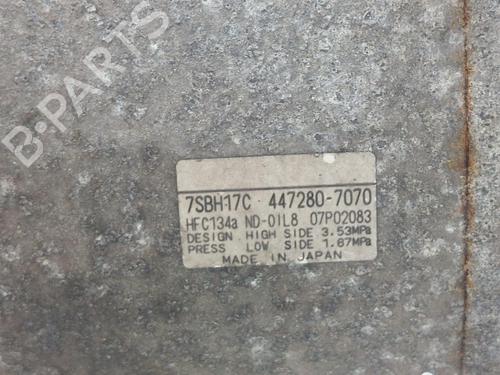 B-PARTS
7SBH17C 447280-7070
HFC134a ND-OIL8 07P02083
DESIGN HIGH SIDE 3.53MPa
PRESS LOW SIDE 1.67MPa
MADE IN JAPAN